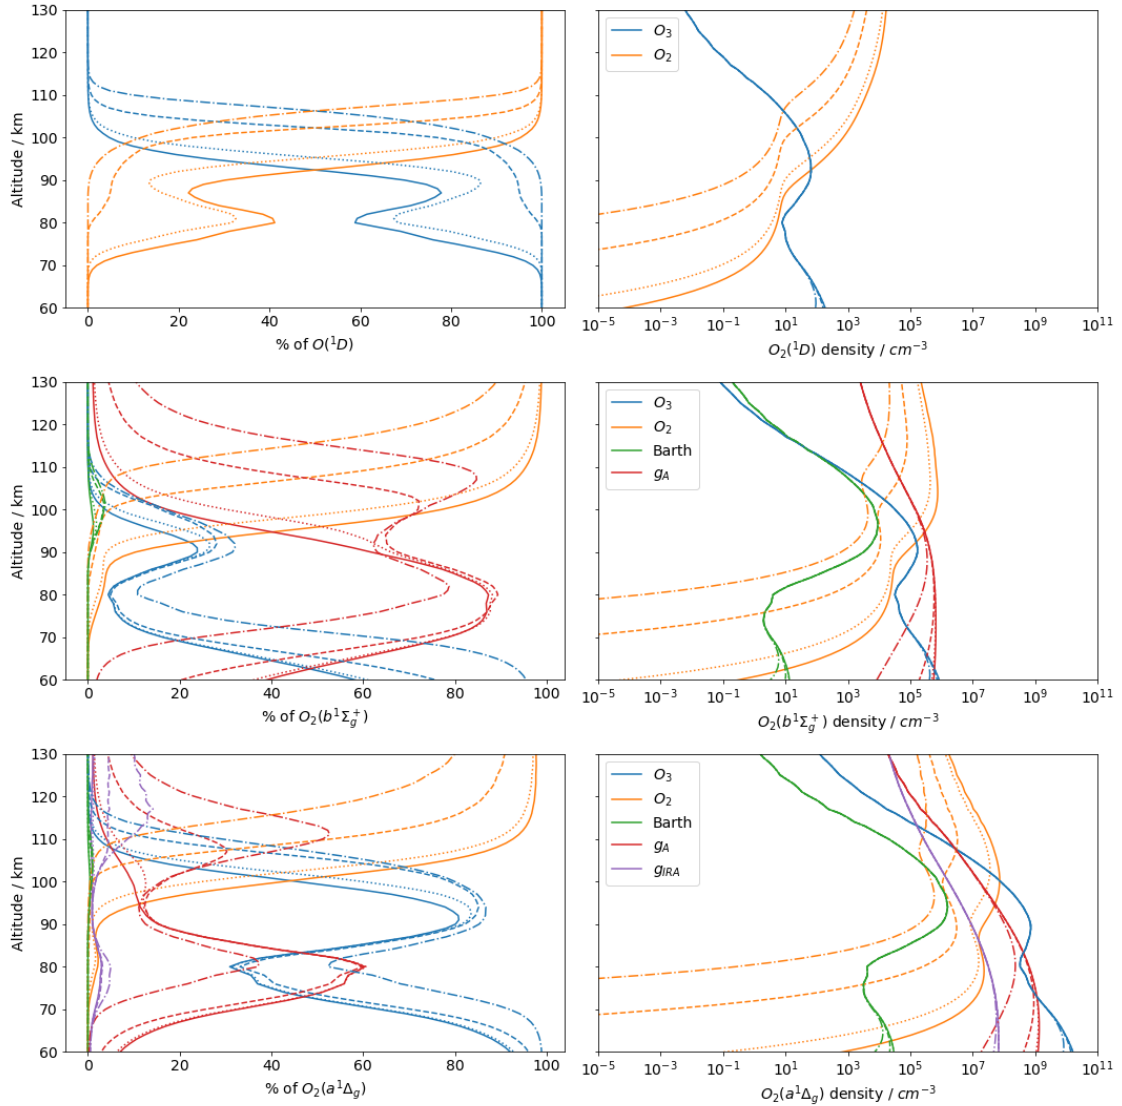 130
120
110
100
90
80
70
60
Altitude / km
0 20 40 60 80 100
% of O(¹D)
O₃
O₂
10⁻⁵ 10⁻³ 10⁻¹ 10¹ 10³ 10⁵ 10⁷ 10⁹ 10¹¹
O₂(¹D) density / cm⁻³
130
120
110
100
90
80
70
60
Altitude / km
0 20 40 60 80 100
% of O₂(b¹Σg⁺)
O₃
O₂
Barth
g_A
10⁻⁵ 10⁻³ 10⁻¹ 10¹ 10³ 10⁵ 10⁷ 10⁹ 10¹¹
O₂(b¹Σg⁺) density / cm⁻³
130
120
110
100
90
80
70
60
Altitude / km
0 20 40 60 80 100
% of O₂(a¹Δg)
O₃
O₂
Barth
g_A
g_IRA
10⁻⁵ 10⁻³ 10⁻¹ 10¹ 10³ 10⁵ 10⁷ 10⁹ 10¹¹
O₂(a¹Δg) density / cm⁻³